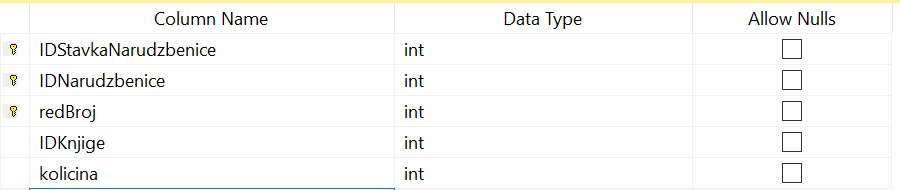 Column Name Data Type Allow Nulls
IDStavkaNarudzbenice int
IDNarudzbenice int
redBroj int
IDKnjige int
kolicina int